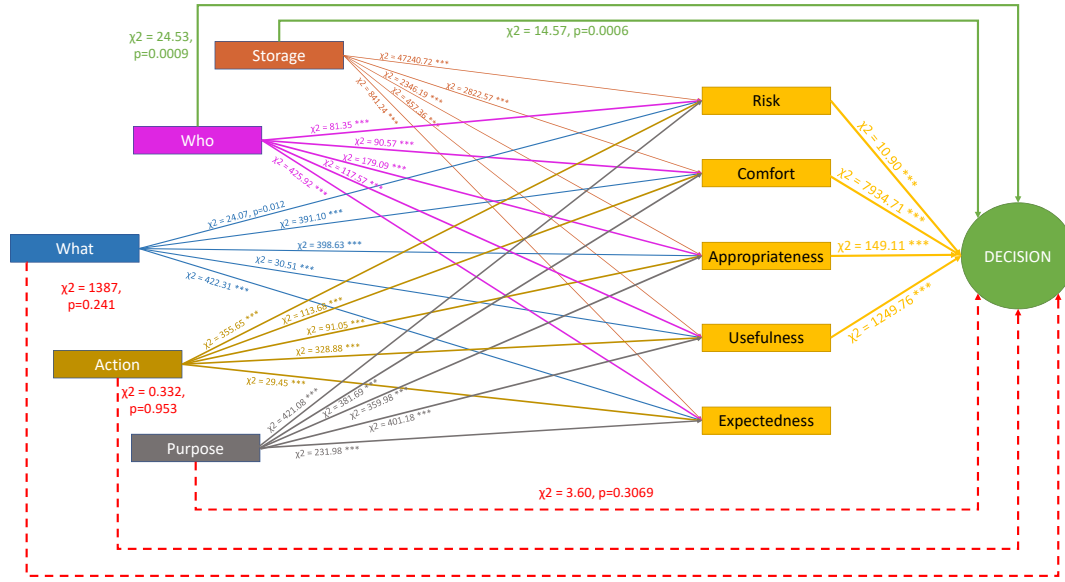 χ2 = 24.53,
p=0.0009
χ2 = 14.57, p=0.0006
Storage
χ2 = 47240.72 ***
χ2 = 2346.19 ***
χ2 = 2822.57 ***
χ2 = 457.36 ***
χ2 = 841.24 ***
Risk
Who
χ2 = 81.35 ***
χ2 = 90.57 ***
χ2 = 179.09 ***
χ2 = 117.57 ***
χ2 = 425.92 ***
χ2 = 10.90 ***
Comfort
χ2 = 7934.71 ***
What
χ2 = 24.07, p=0.012
χ2 = 391.10 ***
χ2 = 398.63 ***
χ2 = 30.51 ***
χ2 = 422.31 ***
Appropriateness
χ2 = 149.11 ***
DECISION
χ2 = 1387,
p=0.241
χ2 = 1249.76 ***
Usefulness
Action
χ2 = 355.65 ***
χ2 = 113.68 ***
χ2 = 91.05 ***
χ2 = 328.88 ***
χ2 = 29.45 ***
χ2 = 0.332,
p=0.953
Expectedness
Purpose
χ2 = 421.08 ***
χ2 = 381.69 ***
χ2 = 359.98 ***
χ2 = 401.18 ***
χ2 = 231.98 ***
χ2 = 3.60, p=0.3069